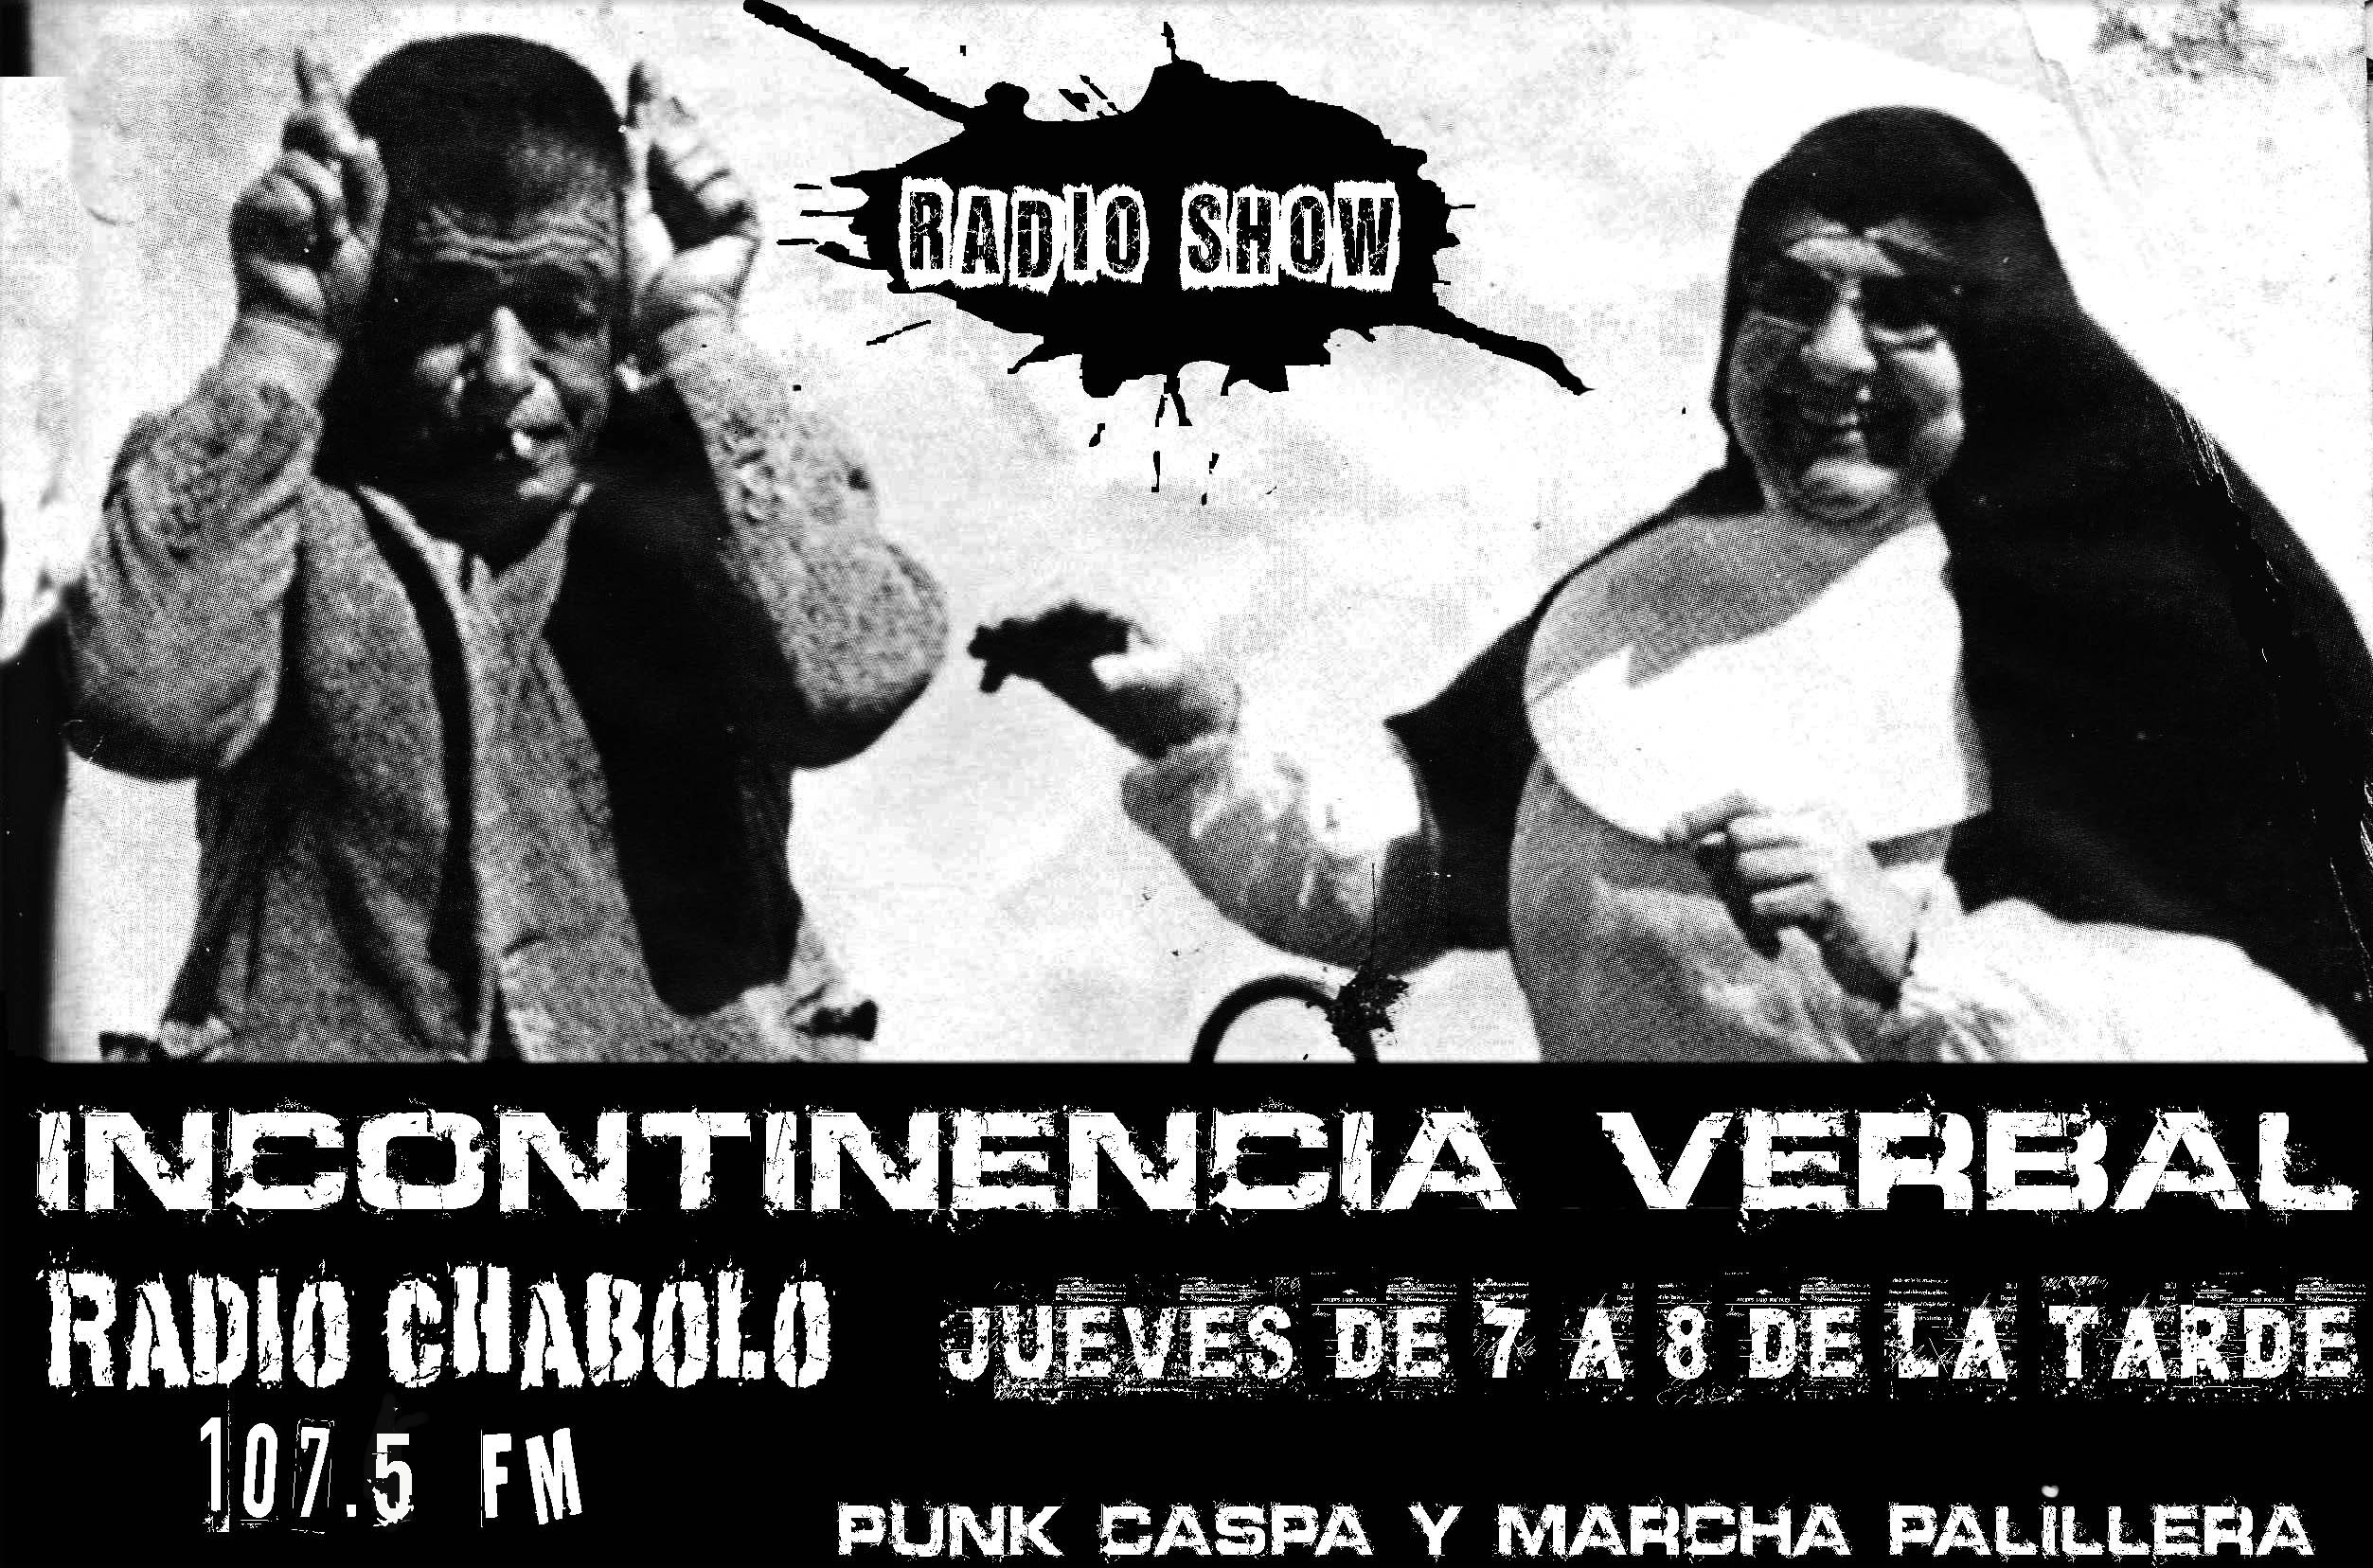 RADIO SHOW
INCONTINENCIA VERBAL
RADIO CHABOLO
JUEVES DE 7 A 8 DE LA TARDE
107.5 FM
PUNK CASPA Y MARCHA PALILLERA